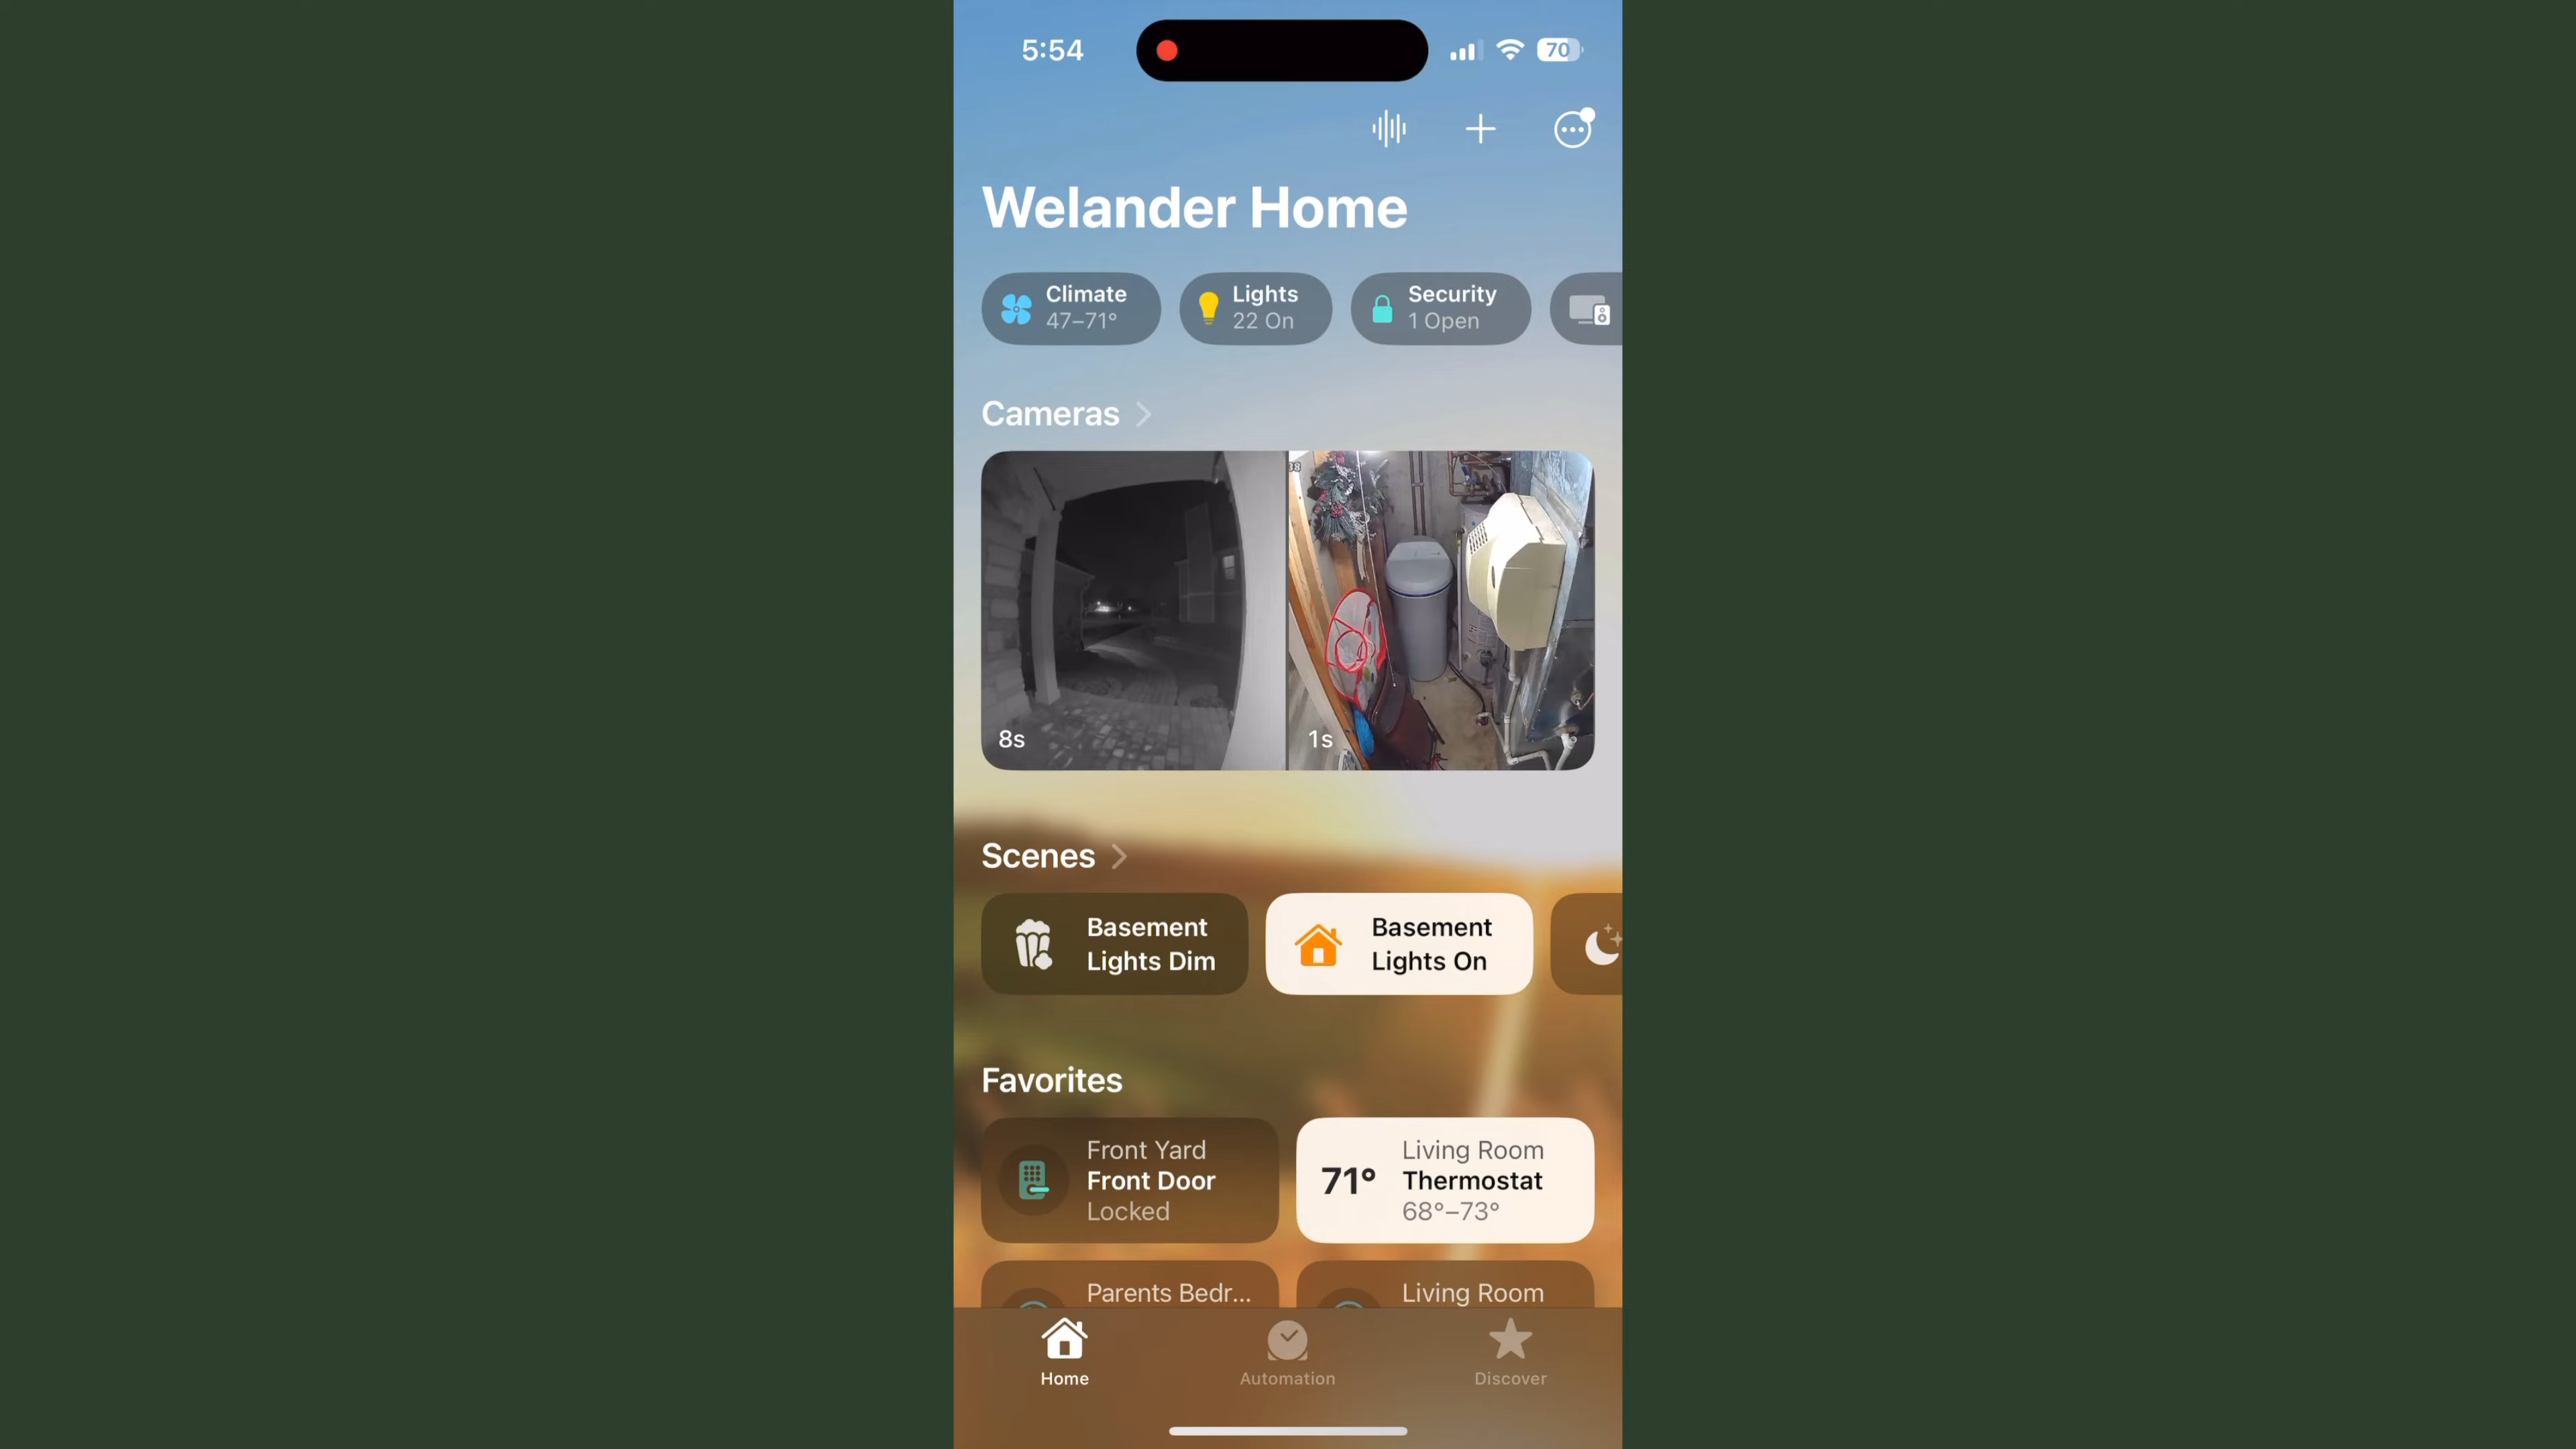 5:54
70
Welander Home
Climate
47–71°
Lights
22 On
Security
1 Open
Cameras
38
8s
1s
Scenes
Basement
Lights Dim
Basement
Lights On
Favorites
Front Yard
Front Door
Locked
71°
Living Room
Thermostat
68°–73°
Parents Bedr...
Living Room
Home
Automation
Discover